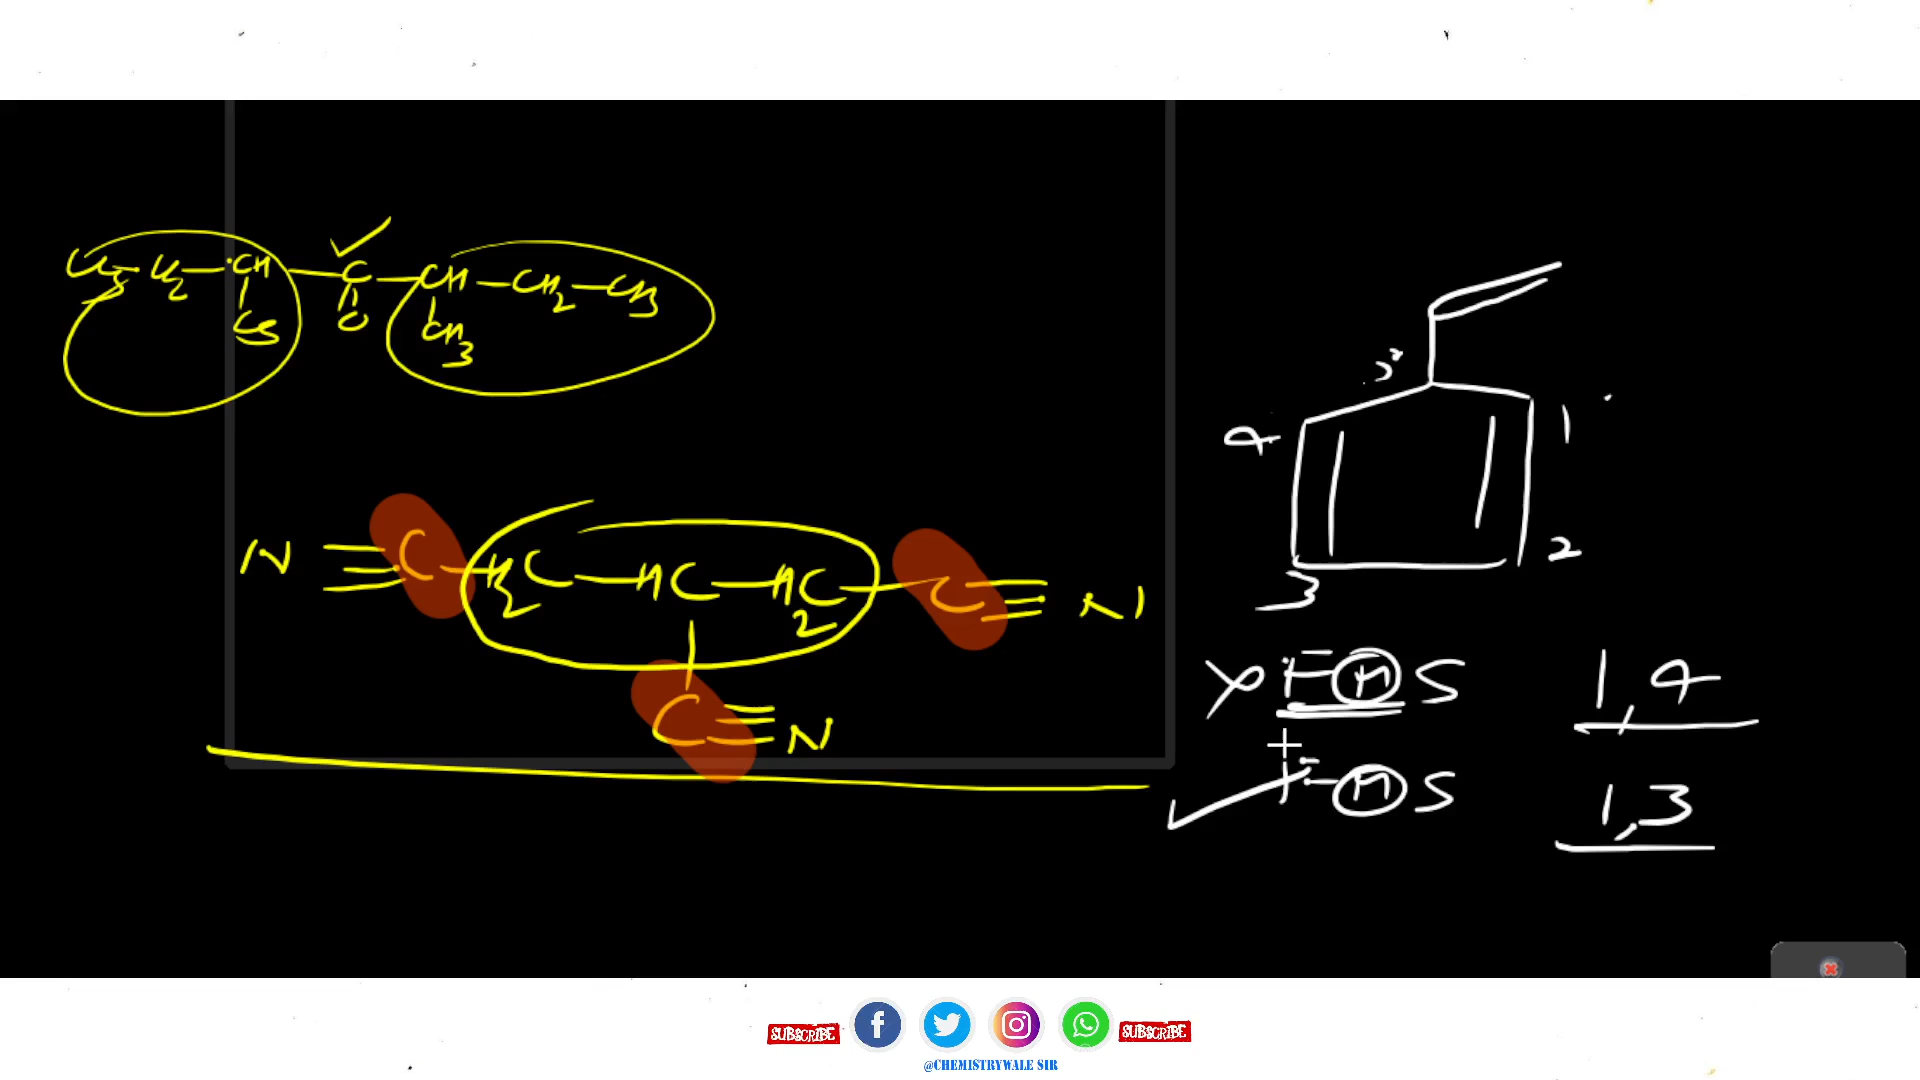 CH3-CH2-CH-C-CH-CH2-CH3
CH3 O CH3
N≡C-H2C-HC-H2C-C≡N
C≡N
5
4 1
2
3
I-M S 1,4
+I-M S 1,3
SUBSCRIBE SUBSCRIBE
@CHEMISTRYWALE SIR